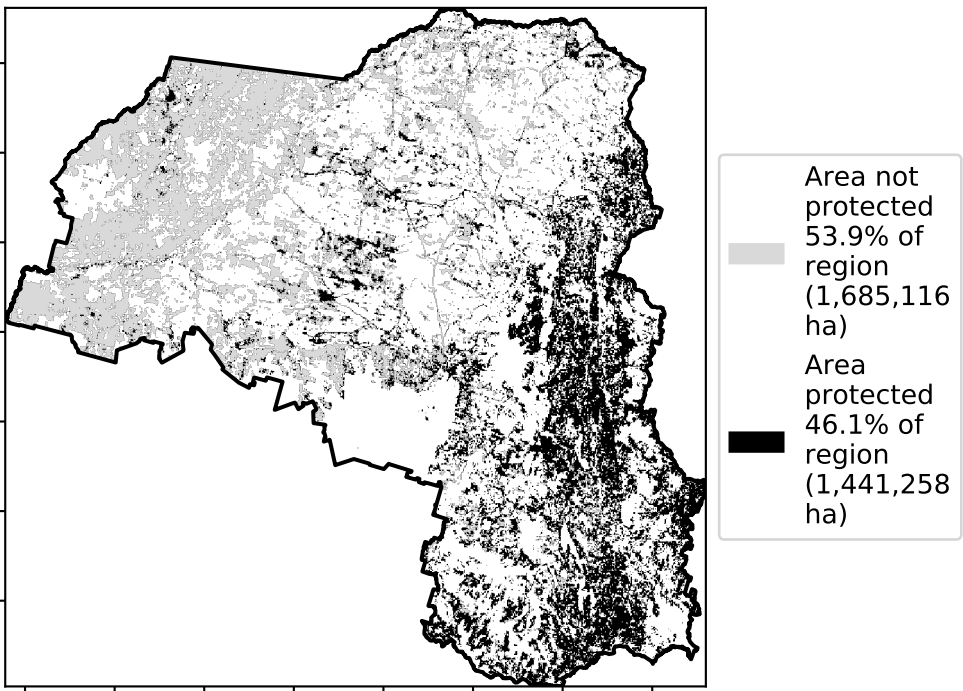 Area not
protected
53.9% of
region
(1,685,116
ha)
Area
protected
46.1% of
region
(1,441,258
ha)